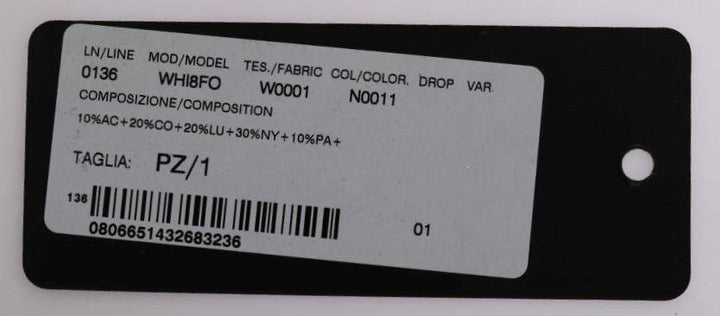 LN/LINE MOD/MODEL TES./FABRIC COL/COLOR. DROP VAR.
0136 WHI8FO W0001 N0011
COMPOSIZIONE/COMPOSITION
10%AC+20%CO+20%LU+30%NY+10%PA+
TAGLIA: PZ/1
136
0806651432683236
01